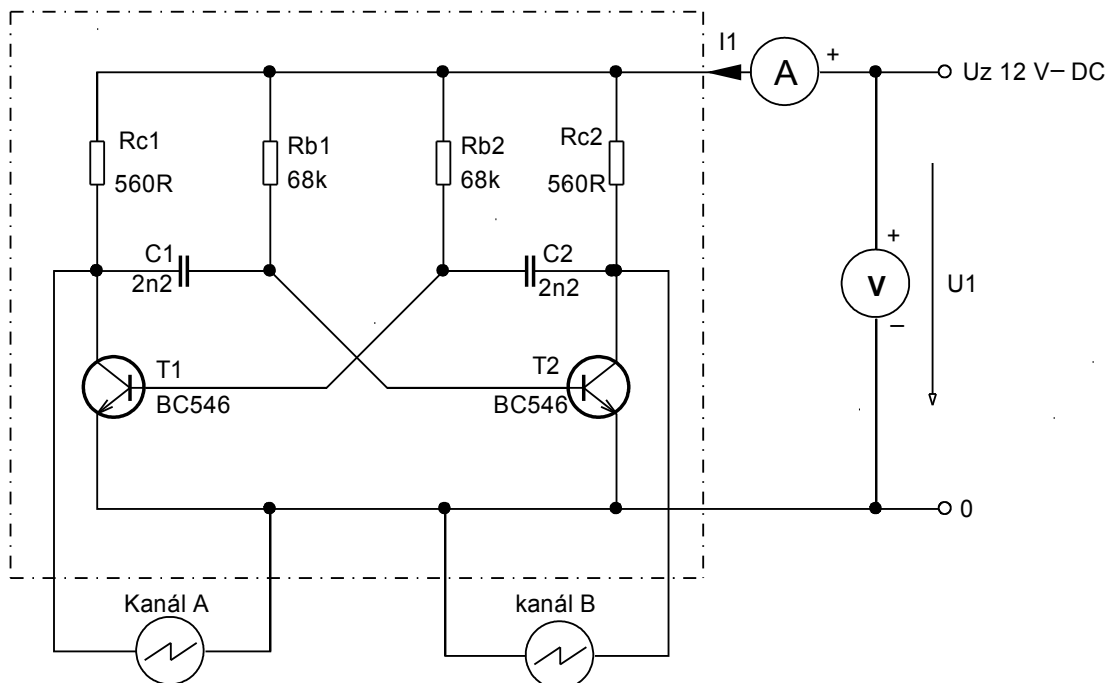 I1
A
+
Uz 12 V– DC
Rc1
560R
Rb1
68k
Rb2
68k
Rc2
560R
C1
2n2
C2
2n2
+
V
–
U1
T1
BC546
T2
BC546
0
Kanál A
kanál B